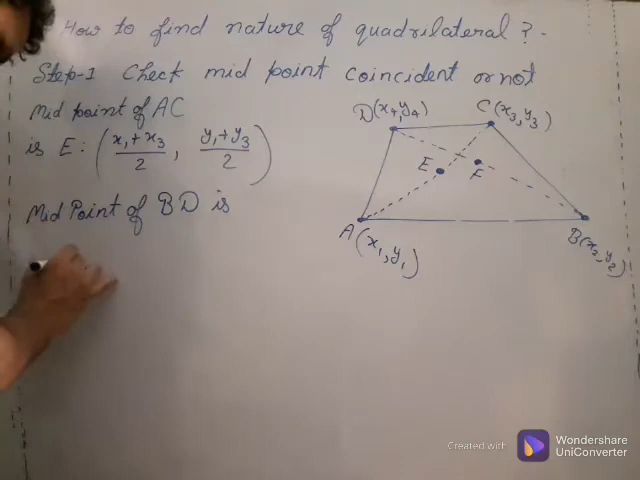 How to find nature of quadrilateral ?.
Step-1 Check mid point coincident or not
Mid point of AC
is E : ( x₁+x₃/2 , y₁+y₃/2 )
Mid Point of BD is
D(x₄,y₄)
C(x₃,y₃)
E
F
A(x₁,y₁)
B(x₂,y₂)
Created with
Wondershare
UniConverter